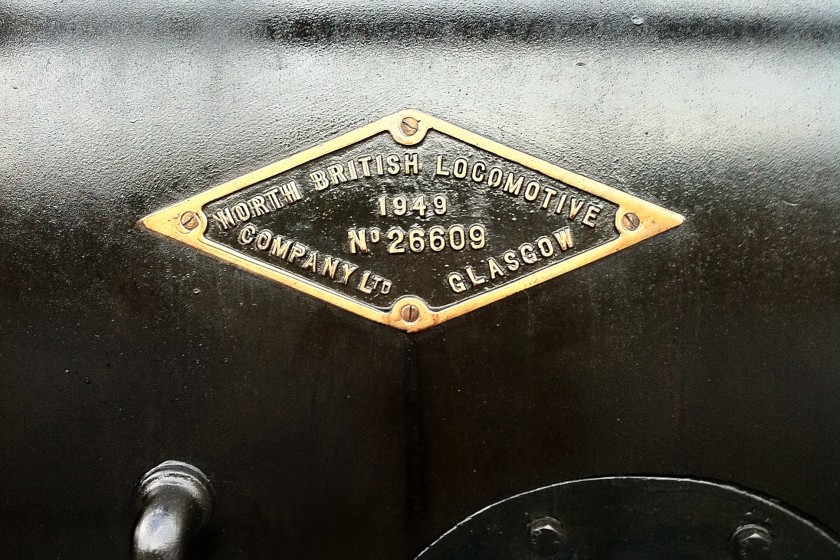 NORTH BRITISH LOCOMOTIVE
1949
No 26609
COMPANY LTD GLASGOW